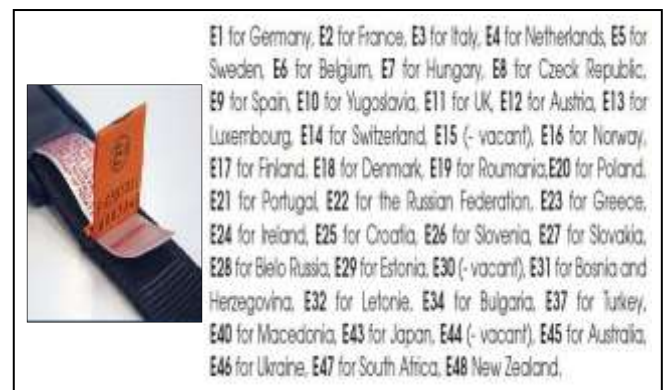 E1 for Germany, E2 for France, E3 for Italy, E4 for Netherlands, E5 for
Sweden, E6 for Belgium, E7 for Hungary, E8 for Czeck Republic,
E9 for Spain, E10 for Yugoslavia, E11 for UK, E12 for Austria, E13 for
Luxembourg, E14 for Switzerland, E15 (- vacant), E16 for Norway,
E17 for Finland, E18 for Denmark, E19 for Roumania,E20 for Poland,
E21 for Portugal, E22 for the Russian Federation, E23 for Greece,
E24 for Ireland, E25 for Croatia, E26 for Slovenia, E27 for Slovakia,
E28 for Bielo Russia, E29 for Estonia, E30 (- vacant), E31 for Bosnia and
Herzegovina, E32 for Letonie, E34 for Bulgaria, E37 for Turkey,
E40 for Macedonia, E43 for Japan, E44 (- vacant), E45 for Australia,
E46 for Ukraine, E47 for South Africa, E48 New Zealand,